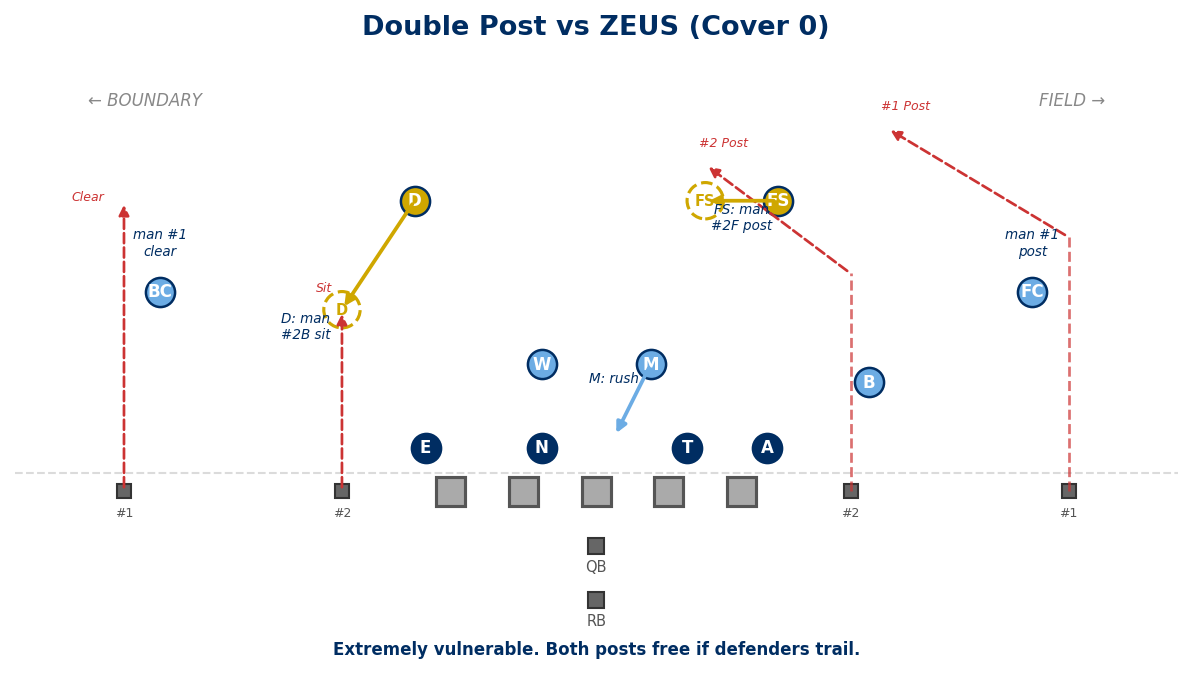 Double Post vs ZEUS (Cover 0)
← BOUNDARY
FIELD →
#1 Post
#2 Post
Clear
D
FS
FS
FS: man
#2F post
man #1
clear
man #1
post
BC
FC
Sit
D
D: man
#2B sit
W
M
M: rush
B
E
N
T
A
#1
#2
#2
#1
QB
RB
Extremely vulnerable. Both posts free if defenders trail.